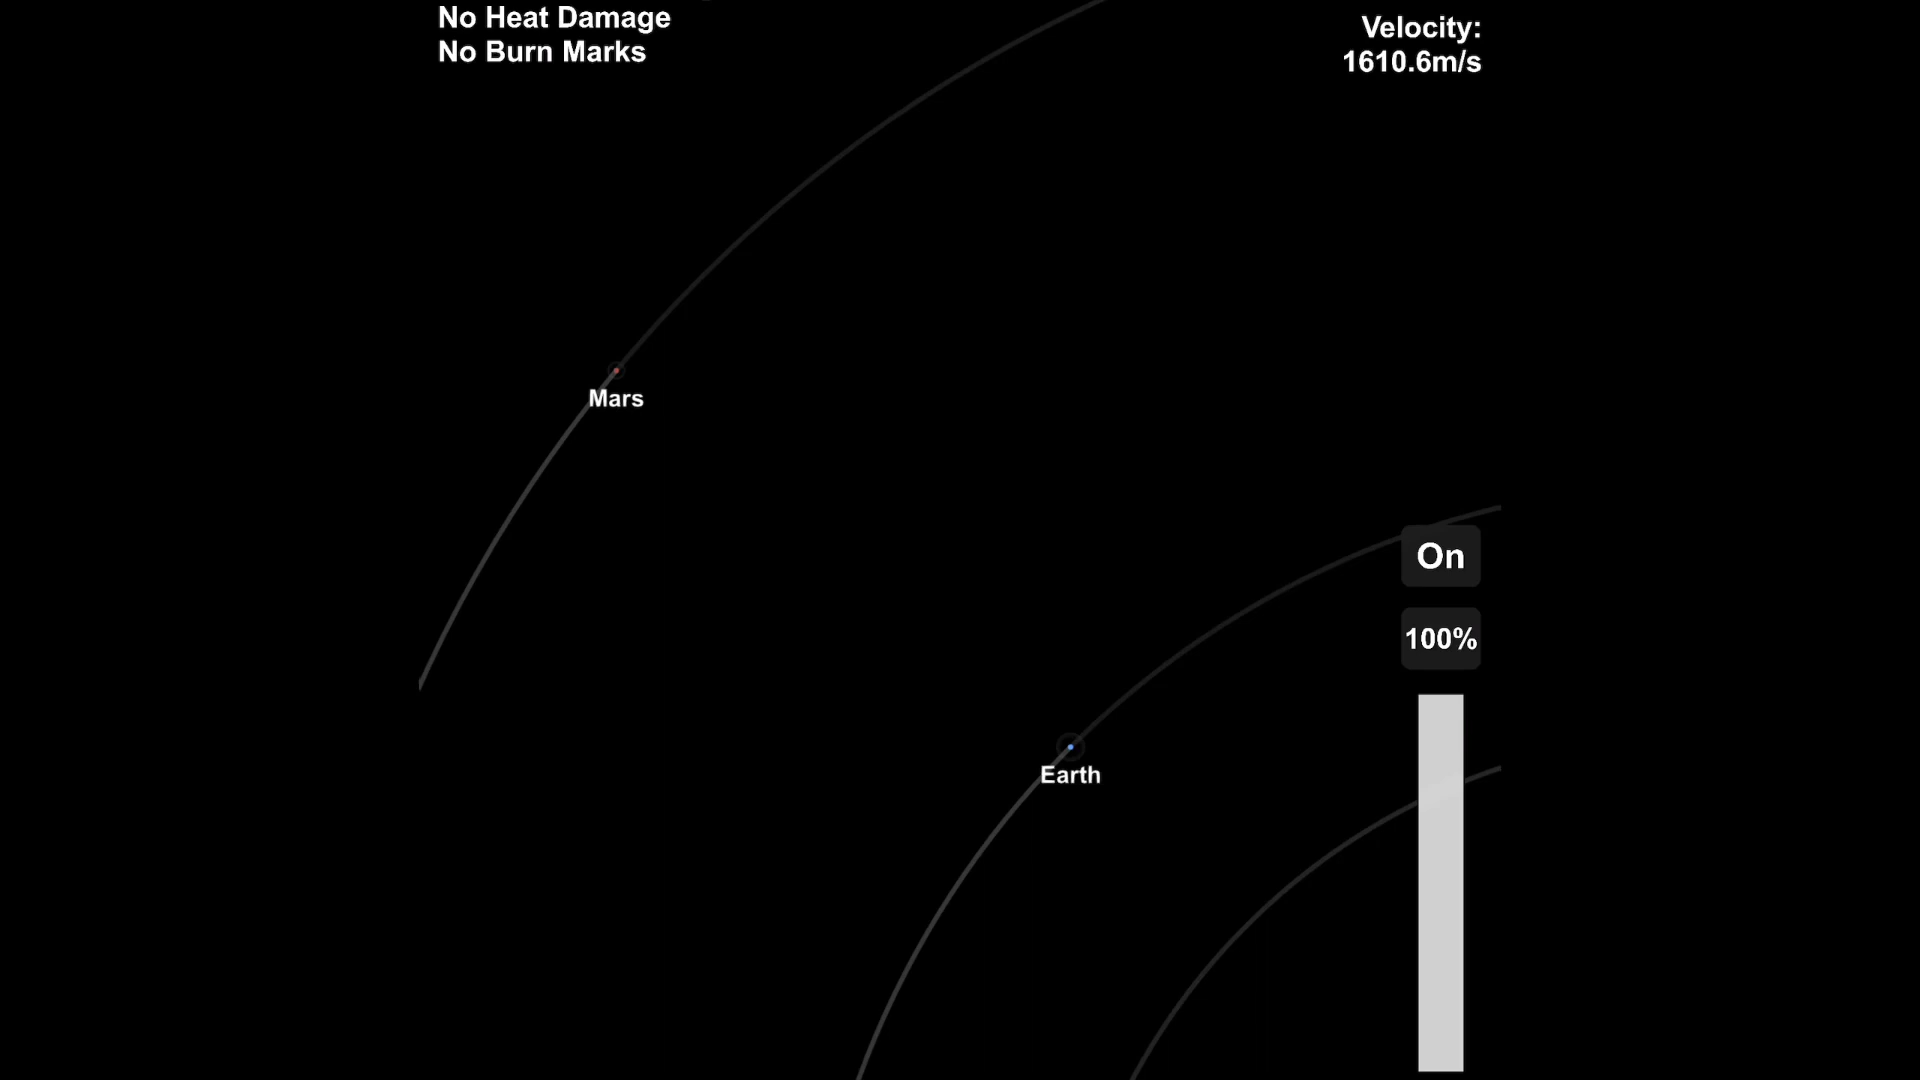 No Heat Damage
No Burn Marks
Velocity:
1610.6m/s
Mars
On
100%
Earth